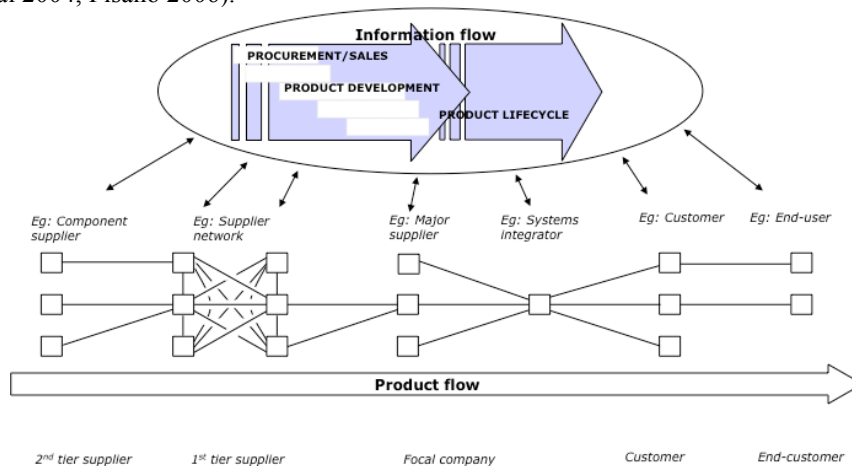 al 2004; Pisano 2006).
Information flow
PROCUREMENT/SALES
PRODUCT DEVELOPMENT
PRODUCT LIFECYCLE
Eg: Component supplier
Eg: Supplier network
Eg: Major supplier
Eg: Systems integrator
Eg: Customer
Eg: End-user
Product flow
2nd tier supplier
1st tier supplier
Focal company
Customer
End-customer